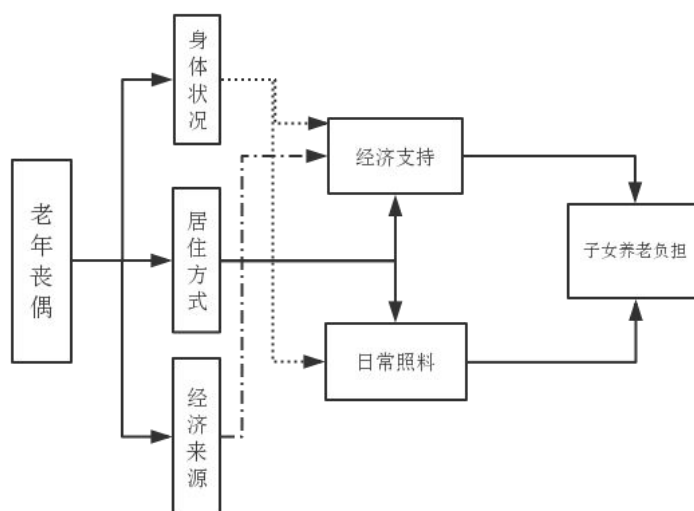 身体状况
经济支持
老年丧偶
居住方式
子女养老负担
日常照料
经济来源